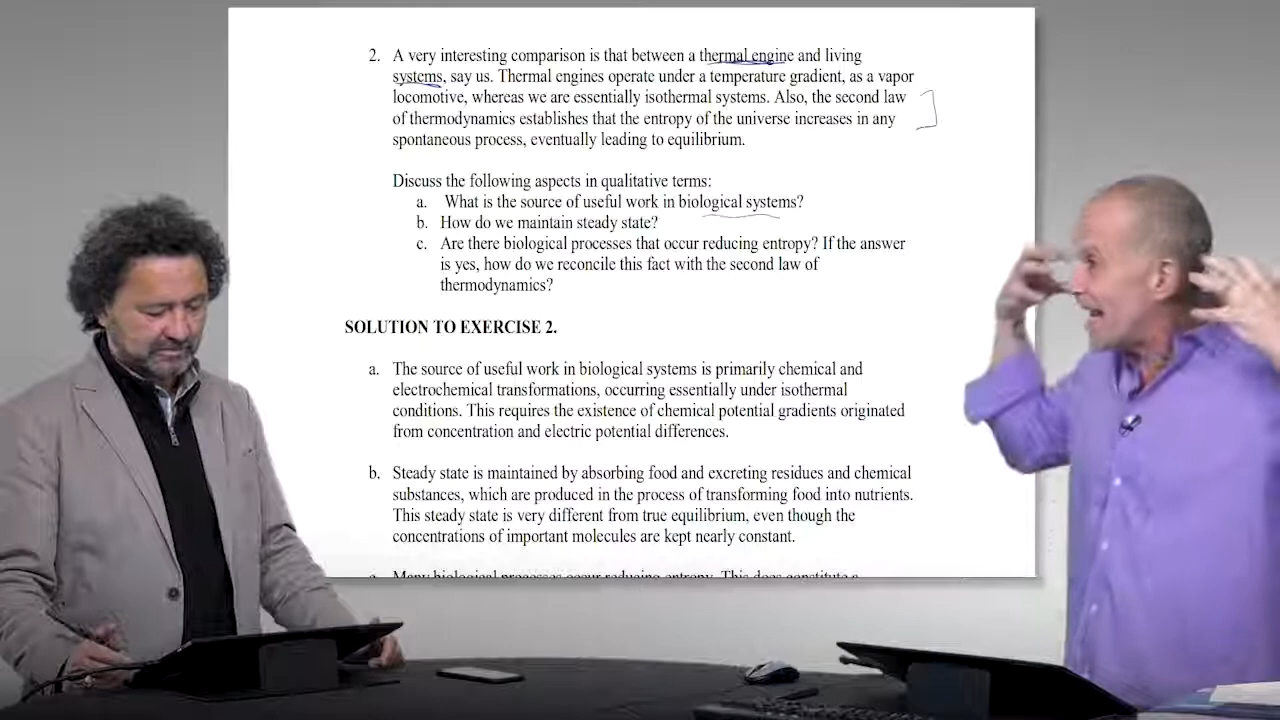 2. A very interesting comparison is that between a thermal engine and living
systems, say us. Thermal engines operate under a temperature gradient, as a vapor
locomotive, whereas we are essentially isothermal systems. Also, the second law
of thermodynamics establishes that the entropy of the universe increases in any
spontaneous process, eventually leading to equilibrium.
Discuss the following aspects in qualitative terms:
a. What is the source of useful work in biological systems?
b. How do we maintain steady state?
c. Are there biological processes that occur reducing entropy? If the answer
is yes, how do we reconcile this fact with the second law of
thermodynamics?
SOLUTION TO EXERCISE 2.
a. The source of useful work in biological systems is primarily chemical and
electrochemical transformations, occurring essentially under isothermal
conditions. This requires the existence of chemical potential gradients originated
from concentration and electric potential differences.
b. Steady state is maintained by absorbing food and excreting residues and chemical
substances, which are produced in the process of transforming food into nutrients.
This steady state is very different from true equilibrium, even though the
concentrations of important molecules are kept nearly constant.
c. Many biological processes occur reducing entropy. This does constitute a